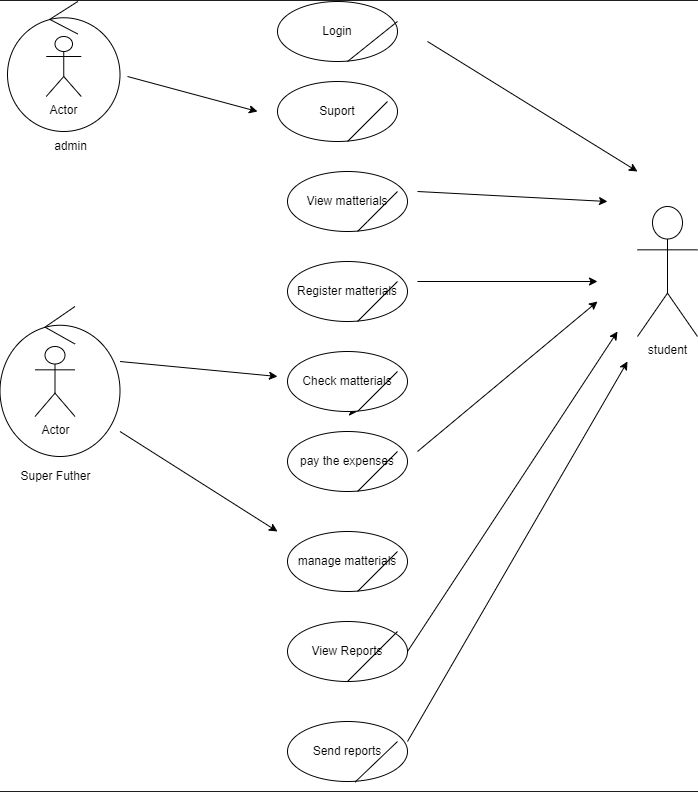 Login
Actor
Suport
admin
View matterials
Register matterials
student
Check matterials
Actor
pay the expenses
Super Futher
manage matterials
View Reports
Send reports